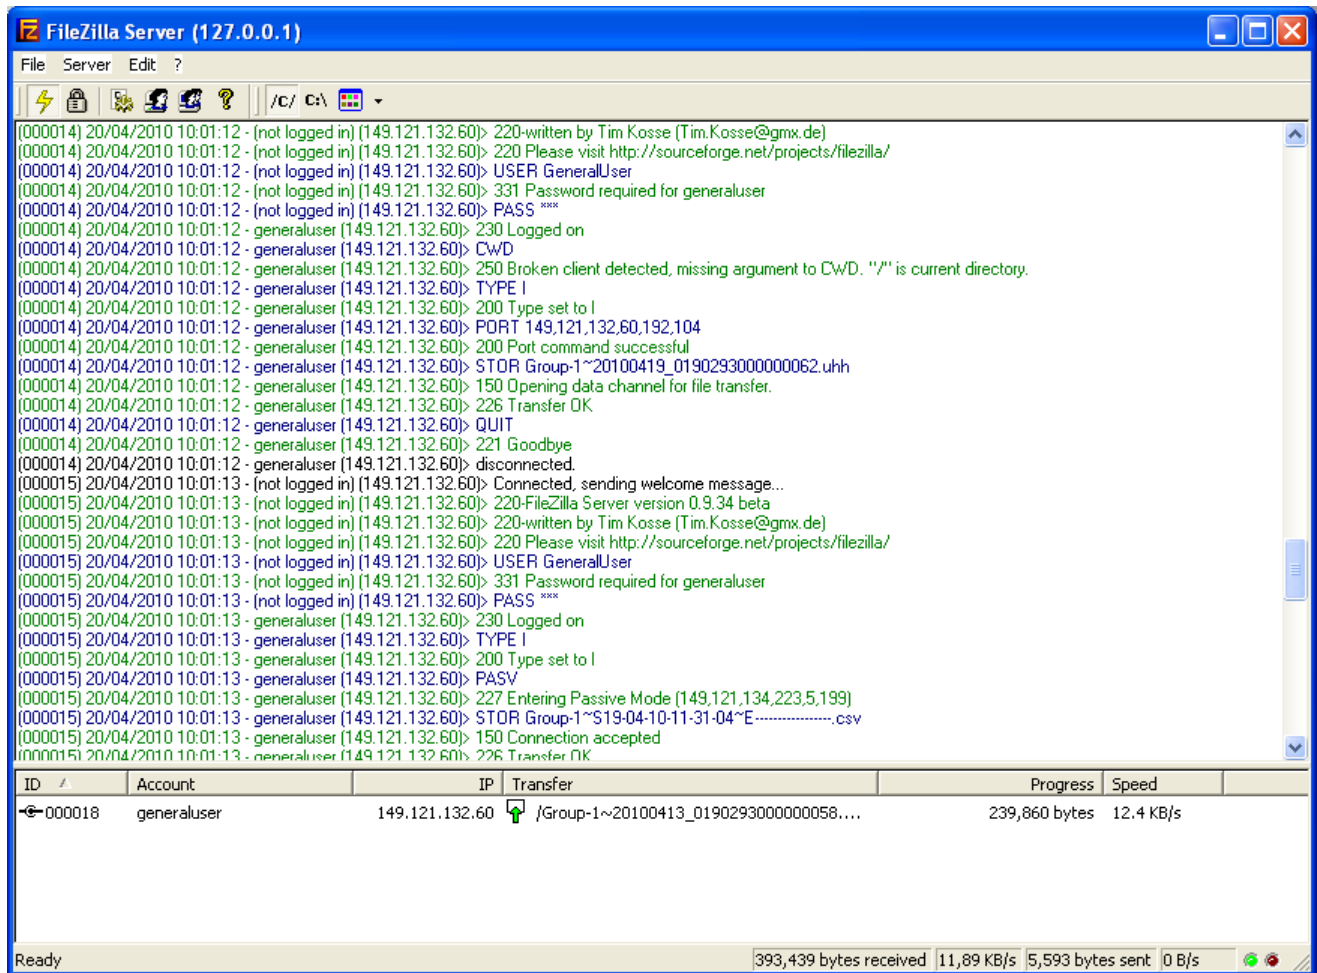 FileZilla Server (127.0.0.1)
File Server Edit ?
/C/ C:\
(000014) 20/04/2010 10:01:12 - (not logged in) (149.121.132.60)> 220-written by Tim Kosse (Tim.Kosse@gmx.de)
(000014) 20/04/2010 10:01:12 - (not logged in) (149.121.132.60)> 220 Please visit http://sourceforge.net/projects/filezilla/
(000014) 20/04/2010 10:01:12 - (not logged in) (149.121.132.60)> USER GeneralUser
(000014) 20/04/2010 10:01:12 - (not logged in) (149.121.132.60)> 331 Password required for generaluser
(000014) 20/04/2010 10:01:12 - (not logged in) (149.121.132.60)> PASS ***
(000014) 20/04/2010 10:01:12 - generaluser (149.121.132.60)> 230 Logged on
(000014) 20/04/2010 10:01:12 - generaluser (149.121.132.60)> CWD
(000014) 20/04/2010 10:01:12 - generaluser (149.121.132.60)> 250 Broken client detected, missing argument to CWD. "/" is current directory.
(000014) 20/04/2010 10:01:12 - generaluser (149.121.132.60)> TYPE I
(000014) 20/04/2010 10:01:12 - generaluser (149.121.132.60)> 200 Type set to I
(000014) 20/04/2010 10:01:12 - generaluser (149.121.132.60)> PORT 149,121,132,60,192,104
(000014) 20/04/2010 10:01:12 - generaluser (149.121.132.60)> 200 Port command successful
(000014) 20/04/2010 10:01:12 - generaluser (149.121.132.60)> STOR Group-1~20100419_0190293000000062.uhh
(000014) 20/04/2010 10:01:12 - generaluser (149.121.132.60)> 150 Opening data channel for file transfer.
(000014) 20/04/2010 10:01:12 - generaluser (149.121.132.60)> 226 Transfer OK
(000014) 20/04/2010 10:01:12 - generaluser (149.121.132.60)> QUIT
(000014) 20/04/2010 10:01:12 - generaluser (149.121.132.60)> 221 Goodbye
(000014) 20/04/2010 10:01:12 - generaluser (149.121.132.60)> disconnected.
(000015) 20/04/2010 10:01:13 - (not logged in) (149.121.132.60)> Connected, sending welcome message...
(000015) 20/04/2010 10:01:13 - (not logged in) (149.121.132.60)> 220-FileZilla Server version 0.9.34 beta
(000015) 20/04/2010 10:01:13 - (not logged in) (149.121.132.60)> 220-written by Tim Kosse (Tim.Kosse@gmx.de)
(000015) 20/04/2010 10:01:13 - (not logged in) (149.121.132.60)> 220 Please visit http://sourceforge.net/projects/filezilla/
(000015) 20/04/2010 10:01:13 - (not logged in) (149.121.132.60)> USER GeneralUser
(000015) 20/04/2010 10:01:13 - (not logged in) (149.121.132.60)> 331 Password required for generaluser
(000015) 20/04/2010 10:01:13 - (not logged in) (149.121.132.60)> PASS ***
(000015) 20/04/2010 10:01:13 - generaluser (149.121.132.60)> 230 Logged on
(000015) 20/04/2010 10:01:13 - generaluser (149.121.132.60)> TYPE I
(000015) 20/04/2010 10:01:13 - generaluser (149.121.132.60)> 200 Type set to I
(000015) 20/04/2010 10:01:13 - generaluser (149.121.132.60)> PASV
(000015) 20/04/2010 10:01:13 - generaluser (149.121.132.60)> 227 Entering Passive Mode (149,121,134,223,5,199)
(000015) 20/04/2010 10:01:13 - generaluser (149.121.132.60)> STOR Group-1~S19-04-10-11-31-04~E-----------------.csv
(000015) 20/04/2010 10:01:13 - generaluser (149.121.132.60)> 150 Connection accepted
(000015) 20/04/2010 10:01:13 - generaluser (149.121.132.60)> 226 Transfer OK
ID Account IP Transfer Progress Speed
000018 generaluser 149.121.132.60 /Group-1~20100413_0190293000000058.... 239,860 bytes 12.4 KB/s
Ready 393,439 bytes received 11,89 KB/s 5,593 bytes sent 0 B/s